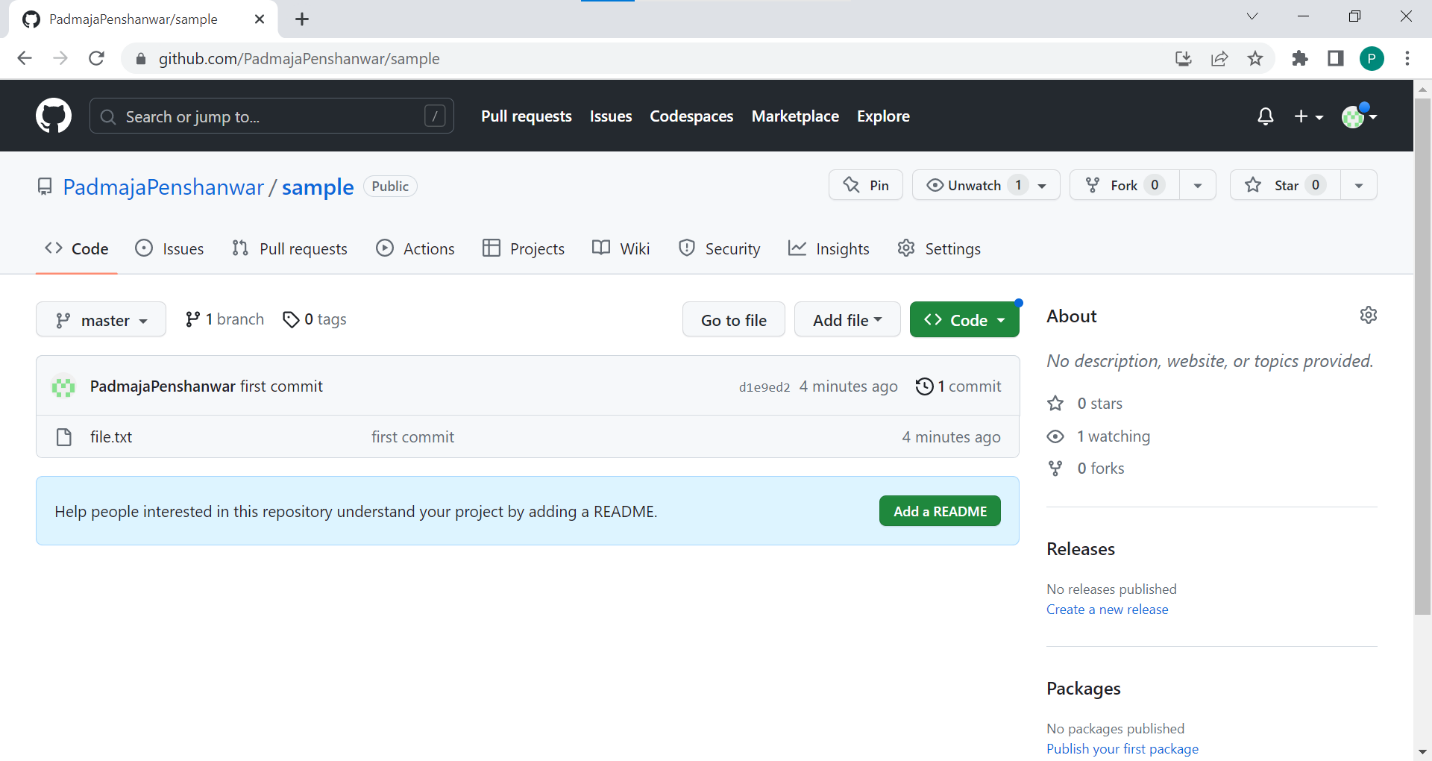 PadmajaPenshanwar/sample
github.com/PadmajaPenshanwar/sample
P
Search or jump to... /
Pull requests Issues Codespaces Marketplace Explore
PadmajaPenshanwar / sample Public
Pin Unwatch 1 Fork 0 Star 0
Code Issues Pull requests Actions Projects Wiki Security Insights Settings
master 1 branch 0 tags Go to file Add file Code
PadmajaPenshanwar first commit d1e9ed2 4 minutes ago 1 commit
file.txt first commit 4 minutes ago
Help people interested in this repository understand your project by adding a README. Add a README
About
No description, website, or topics provided.
0 stars
1 watching
0 forks
Releases
No releases published
Create a new release
Packages
No packages published
Publish your first package